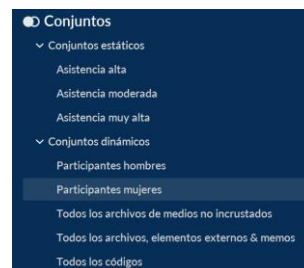 Conjuntos
Conjuntos estáticos
Asistencia alta
Asistencia moderada
Asistencia muy alta
Conjuntos dinámicos
Participantes hombres
Participantes mujeres
Todos los archivos de medios no incrustados
Todos los archivos, elementos externos & memos
Todos los códigos